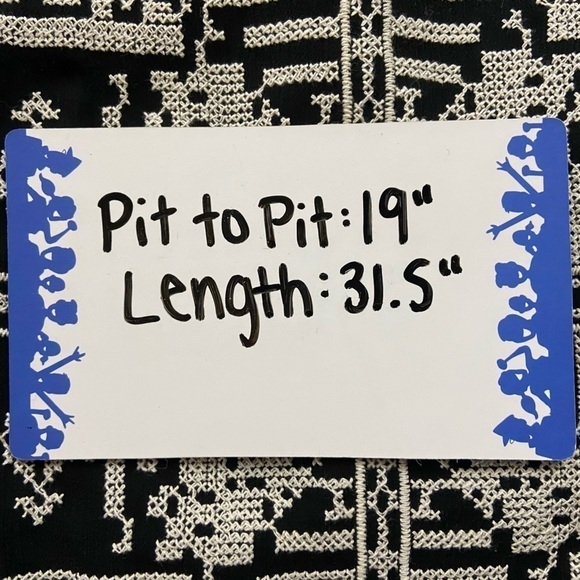 Pit to Pit: 19"
Length: 31.5"